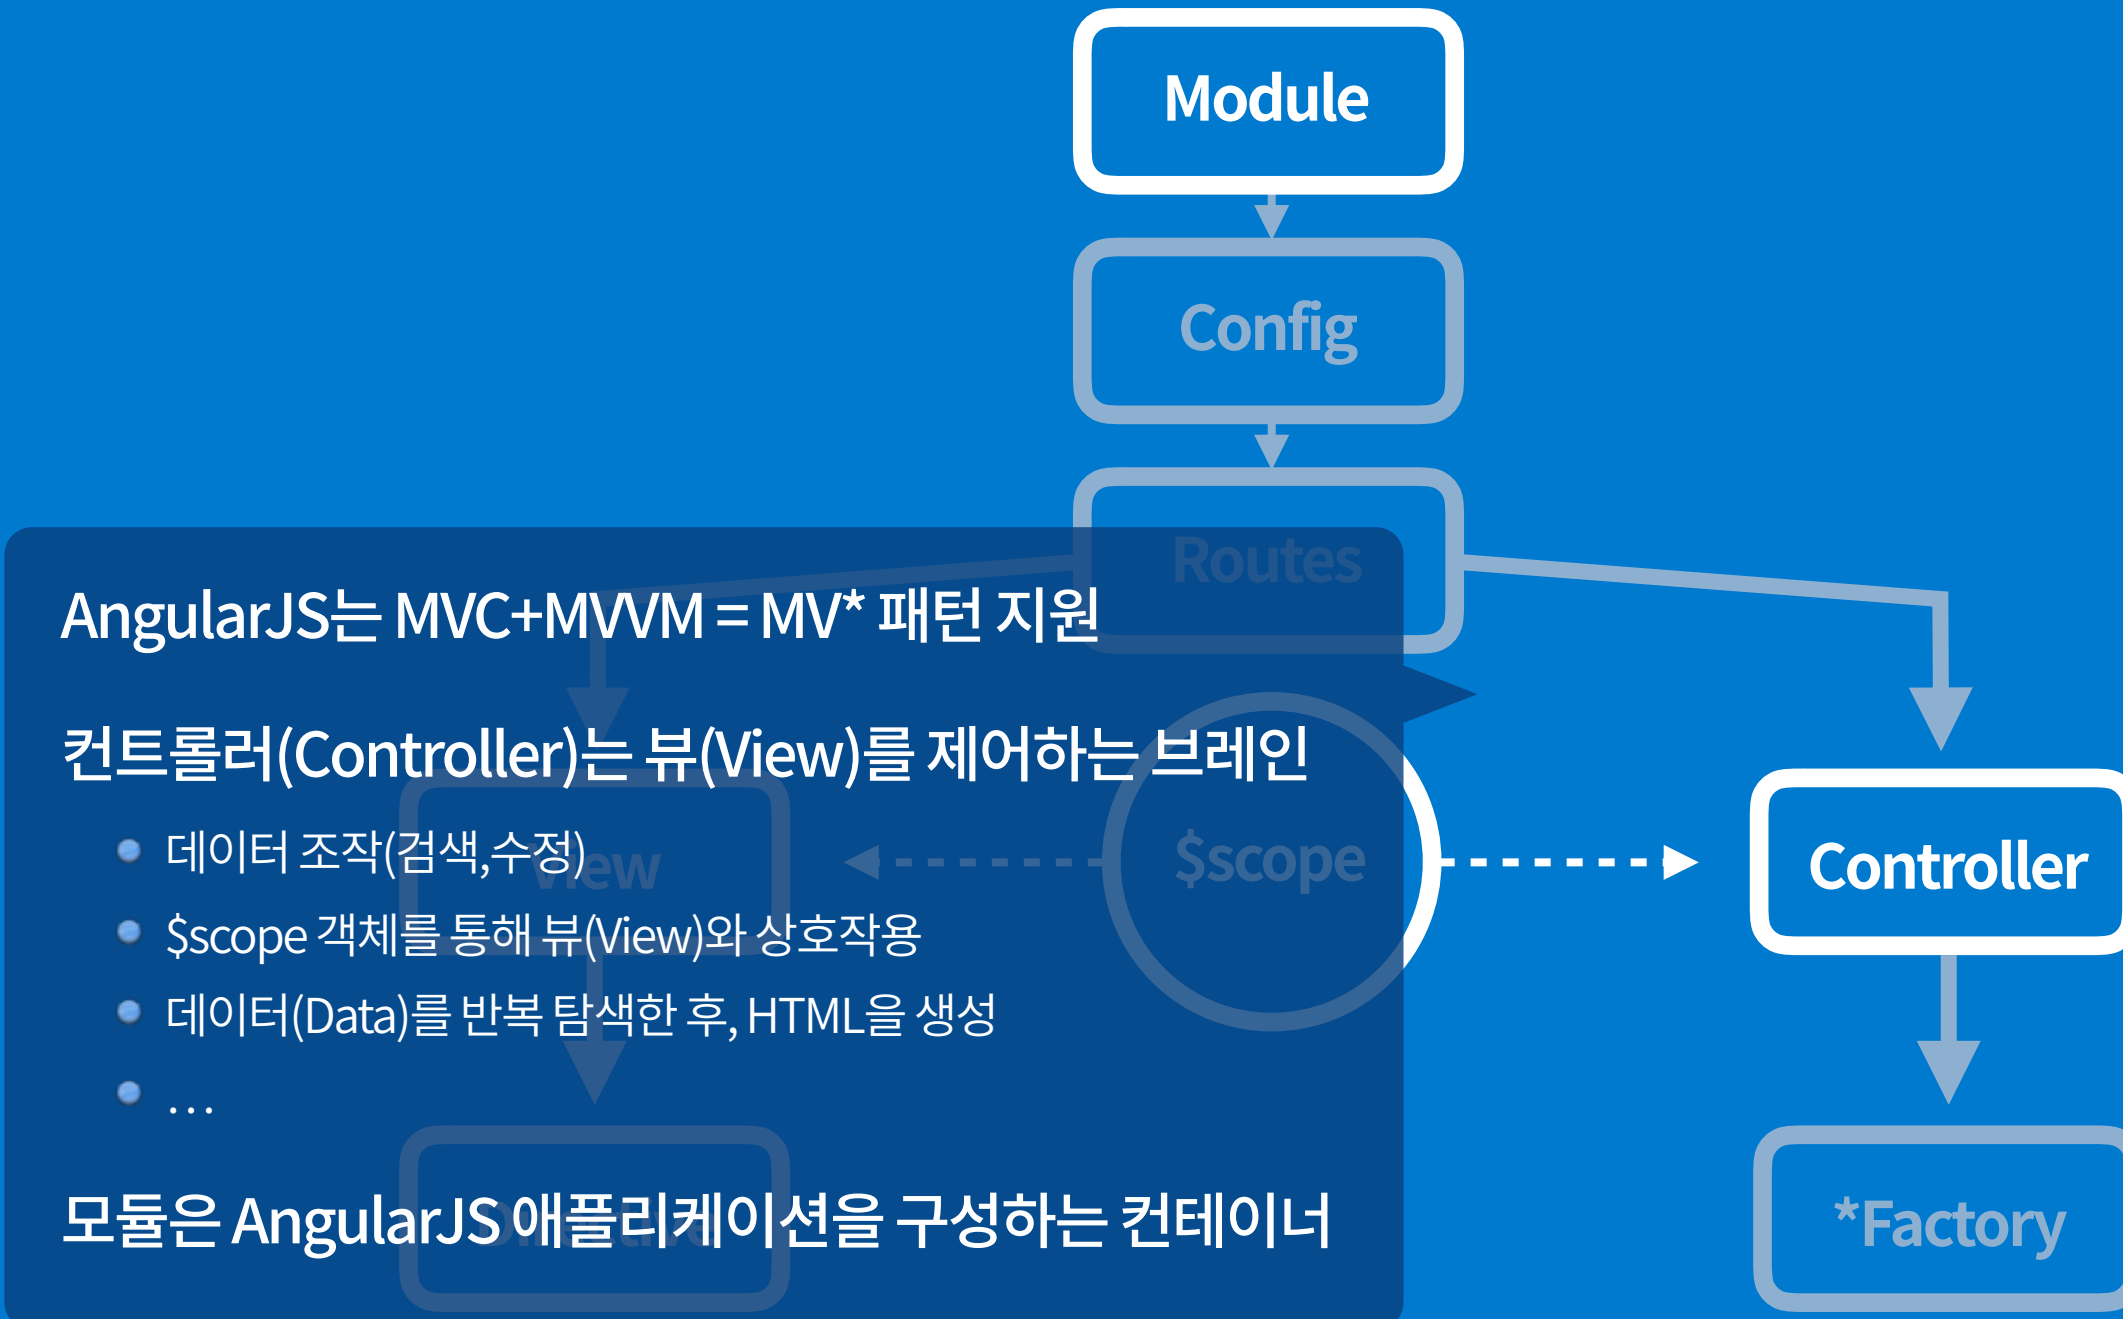 Module
Config
Routes
AngularJS는 MVC+MVVM = MV* 패턴 지원
컨트롤러(Controller)는 뷰(View)를 제어하는 브레인
데이터 조작(검색,수정)
View
$scope
Controller
$scope 객체를 통해 뷰(View)와 상호작용
데이터(Data)를 반복 탐색한 후, HTML을 생성
...
모듈은 AngularJS 애플리케이션을 구성하는 컨테이너
Directive
*Factory